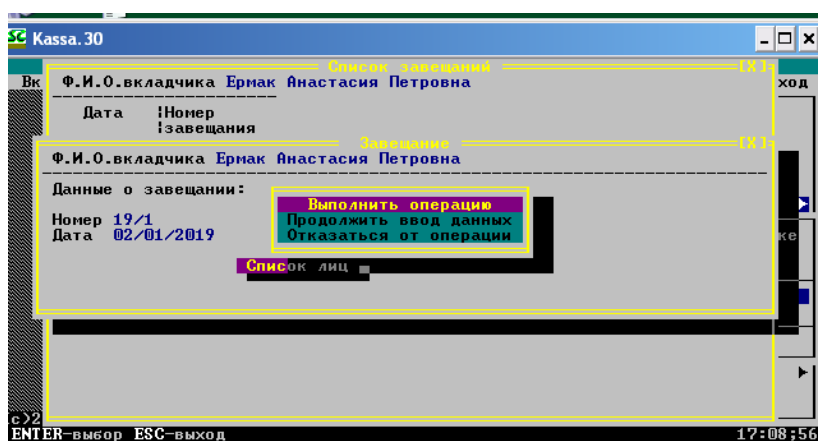 Kassa.30
Список завещаний [X]
Вк Ф.И.О.вкладчика Ермак Анастасия Петровна ход
Дата |Номер
|завещания
Завещание [X]
Ф.И.О.вкладчика Ермак Анастасия Петровна
Данные о завещании:
Выполнить операцию
Номер 19/1 Продолжить ввод данных
Дата 02/01/2019 Отказаться от операции ке
Список лиц
(c)2
ENTER-выбор ESC-выход 17:08:56